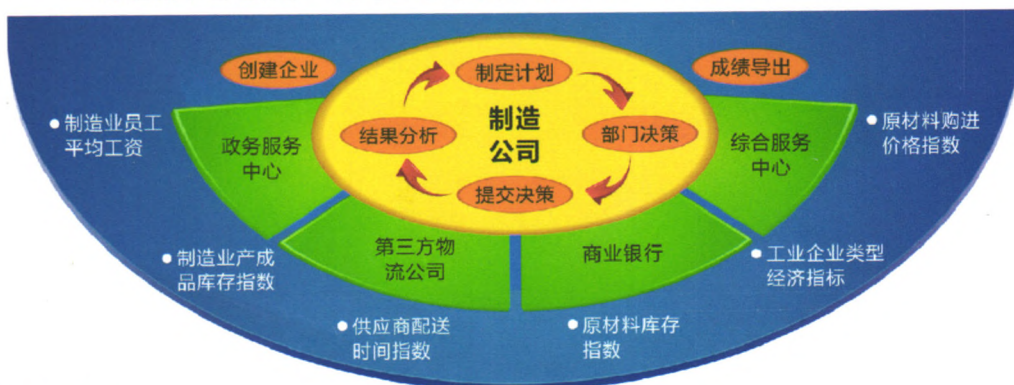 创建企业
制定计划
成绩导出
制造业员工
平均工资
政务服务
中心
结果分析
制造
公司
部门决策
综合服务
中心
原材料购进
价格指数
提交决策
制造业产成
品库存指数
第三方物
流公司
商业银行
工业企业类型
经济指标
供应商配送
时间指数
原材料库存
指数